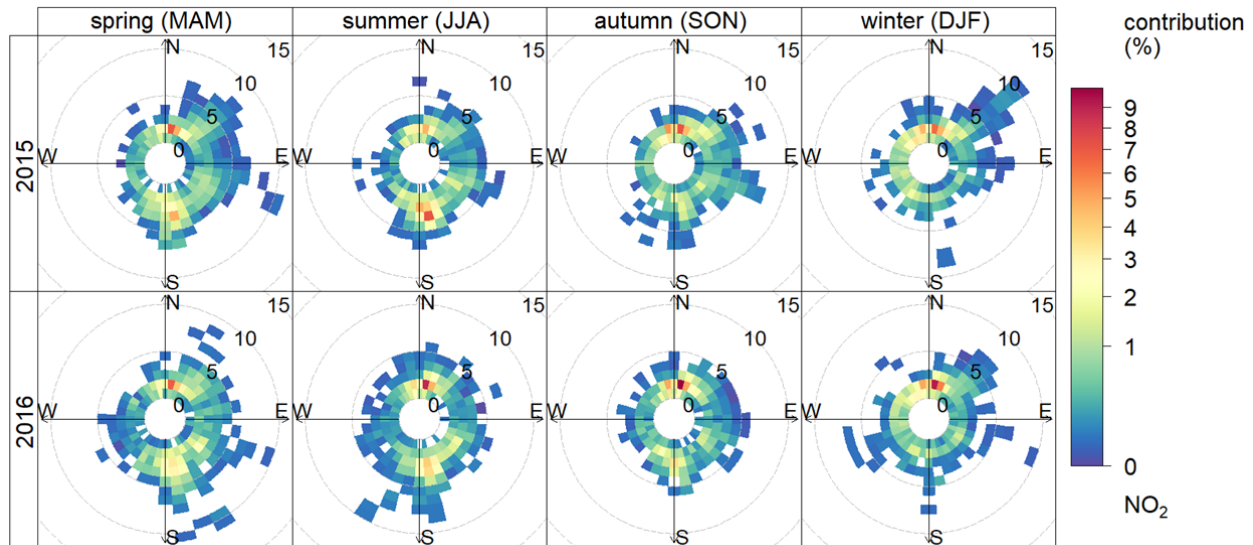 spring (MAM) summer (JJA) autumn (SON) winter (DJF)
contribution
(%)
2015
N 15 10 5 0 W E S
N 15 10 5 0 W E S
N 15 10 5 0 W E S
N 15 10 5 0 W E S
2016
N 15 10 5 0 W E S
N 15 10 5 0 W E S
N 15 10 5 0 W E S
N 15 10 5 0 W E S
9
8
7
6
5
4
3
2
1
0
NO₂